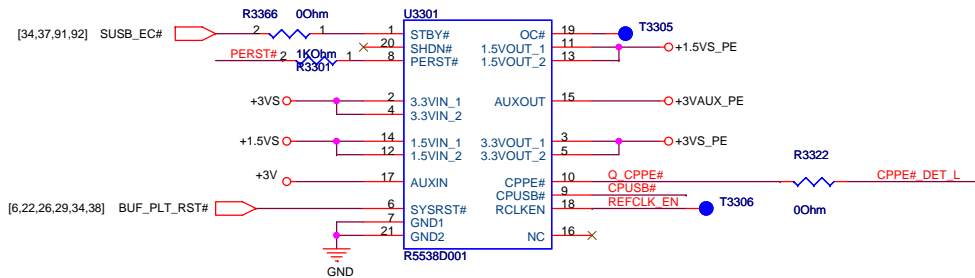 R3366 0Ohm U3301
[34,37,91,92] SUSB_EC# 2 1 1 STBY# OC# 19 T3305
20 SHDN# 1.5VOUT_1 11 +1.5VS_PE
PERST# 2 1KOhm 1 8 PERST# 1.5VOUT_2 13
R3301
+3VS 2 3.3VIN_1 AUXOUT 15 +3VAUX_PE
4 3.3VIN_2
+1.5VS 14 1.5VIN_1 3.3VOUT_1 3 +3VS_PE
12 1.5VIN_2 3.3VOUT_2 5
R3322
+3V 17 AUXIN CPPE# 10 Q_CPPE# CPPE#_DET_L
CPUSB# 9 CPUSB#
[6,22,26,29,34,38] BUF_PLT_RST# 6 SYSRST# RCLKEN 18 REFCLK_EN T3306 0Ohm
7 GND1
21 GND2 NC 16
R5538D001
GND